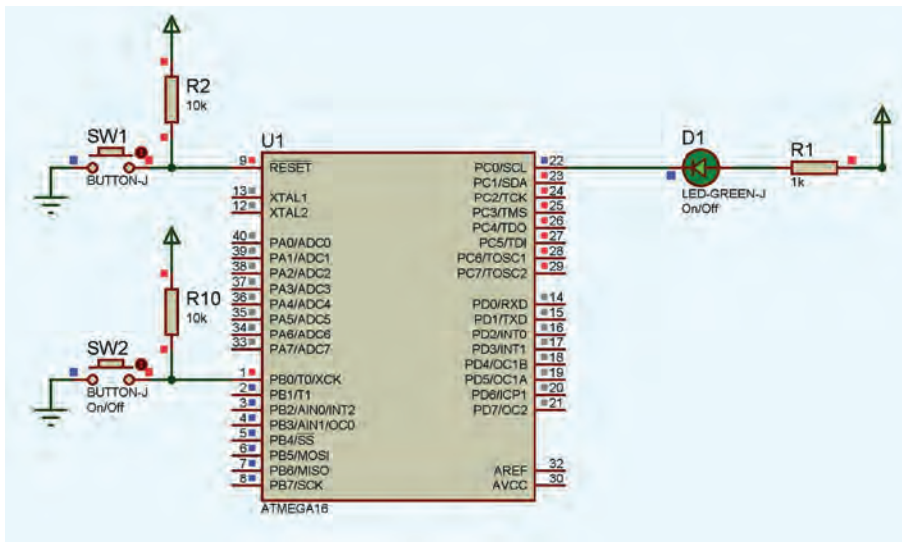 R2
10k
SW1
BUTTON-J
R10
10k
SW2
BUTTON-J
On/Off
U1
9 RESET
13 XTAL1
12 XTAL2
40 PA0/ADC0
39 PA1/ADC1
38 PA2/ADC2
37 PA3/ADC3
36 PA4/ADC4
35 PA5/ADC5
34 PA6/ADC6
33 PA7/ADC7
1 PB0/T0/XCK
2 PB1/T1
3 PB2/AIN0/INT2
4 PB3/AIN1/OC0
5 PB4/SS
6 PB5/MOSI
7 PB6/MISO
8 PB7/SCK
PC0/SCL 22
PC1/SDA 23
PC2/TCK 24
PC3/TMS 25
PC4/TDO 26
PC5/TDI 27
PC6/TOSC1 28
PC7/TOSC2 29
PD0/RXD 14
PD1/TXD 15
PD2/INT0 16
PD3/INT1 17
PD4/OC1B 18
PD5/OC1A 19
PD6/ICP1 20
PD7/OC2 21
AREF 32
AVCC 30
ATMEGA16
D1
LED-GREEN-J
On/Off
R1
1k